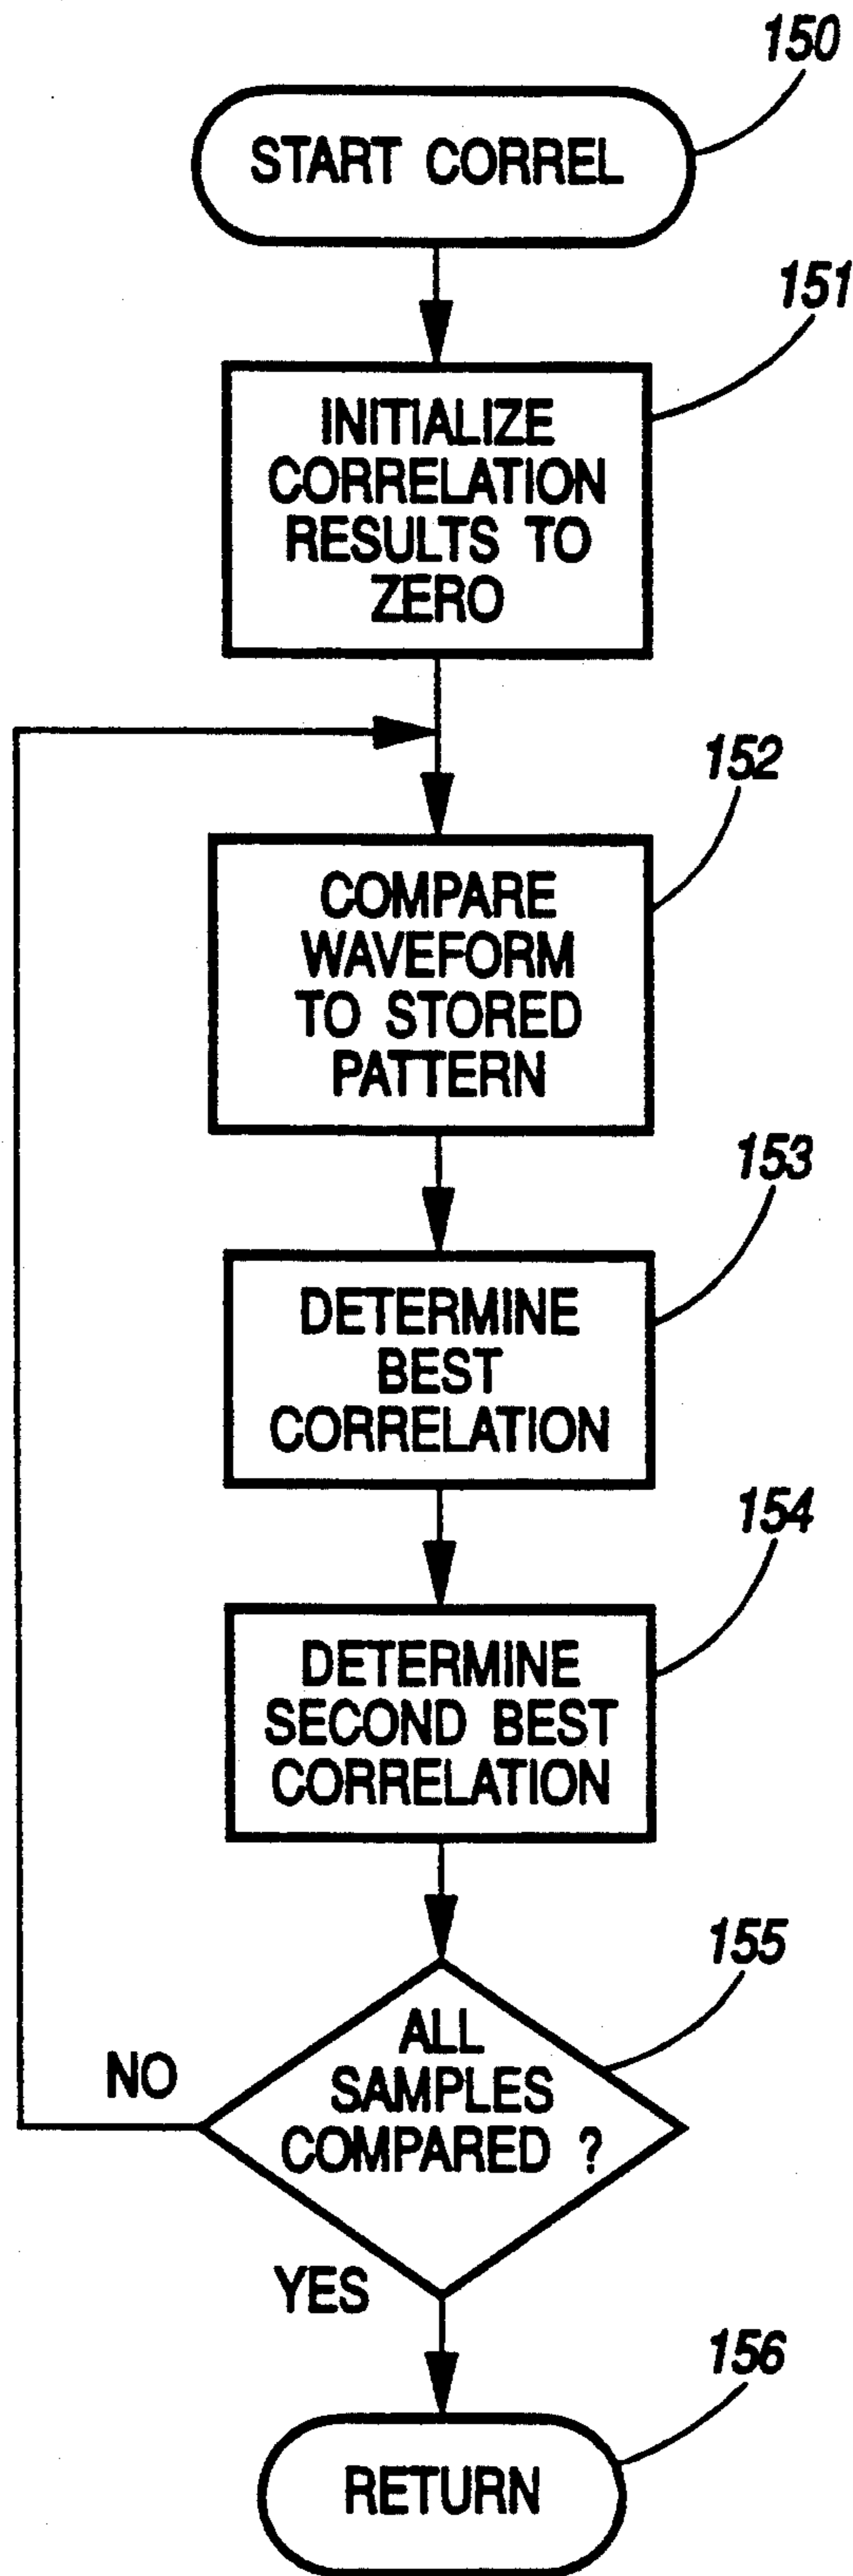 150
START CORREL
151
INITIALIZE
CORRELATION
RESULTS TO
ZERO
152
COMPARE
WAVEFORM
TO STORED
PATTERN
153
DETERMINE
BEST
CORRELATION
154
DETERMINE
SECOND BEST
CORRELATION
155
ALL
SAMPLES
COMPARED ?
NO
YES
156
RETURN